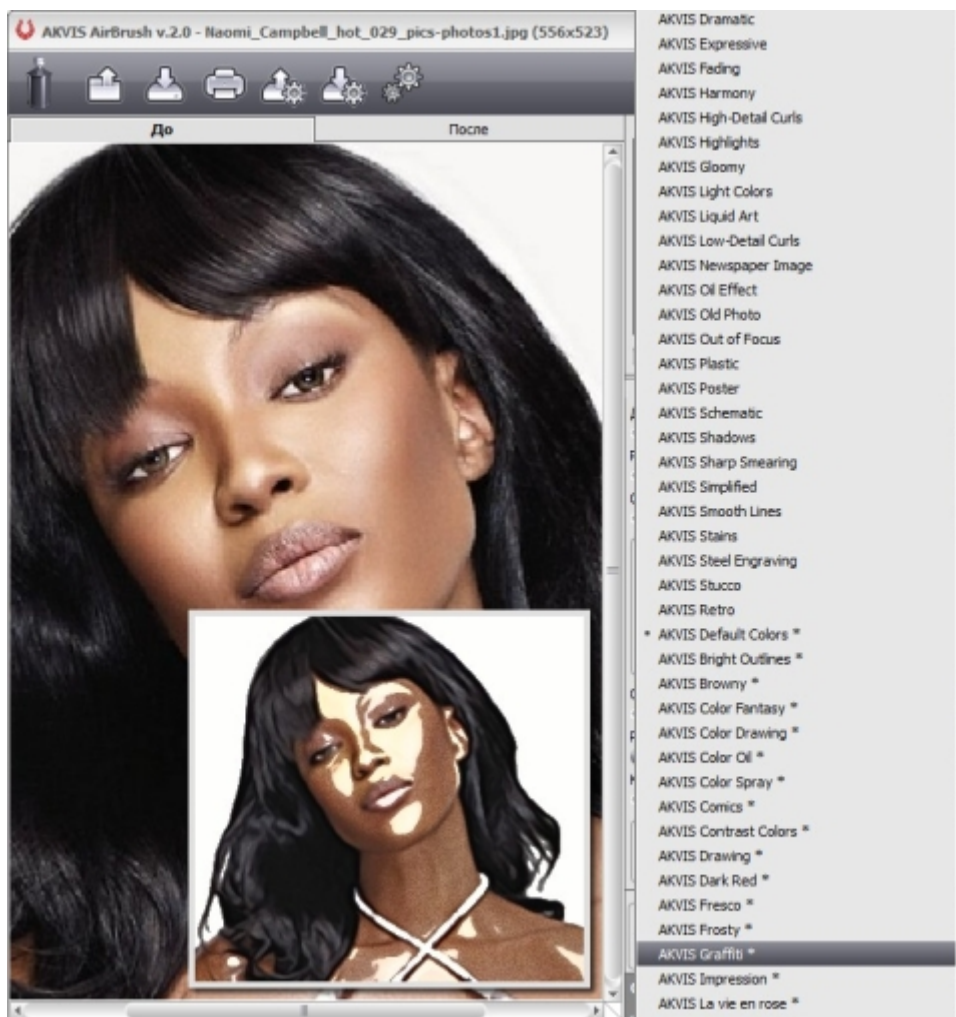 AKVIS AirBrush v.2.0 - Naomi_Campbell_hot_029_pics-photos1.jpg (556x523)
До
После
AKVIS Dramatic
AKVIS Expressive
AKVIS Fading
AKVIS Harmony
AKVIS High-Detail Curls
AKVIS Highlights
AKVIS Gloomy
AKVIS Light Colors
AKVIS Liquid Art
AKVIS Low-Detail Curls
AKVIS Newspaper Image
AKVIS Oil Effect
AKVIS Old Photo
AKVIS Out of Focus
AKVIS Plastic
AKVIS Poster
AKVIS Schematic
AKVIS Shadows
AKVIS Sharp Smearing
AKVIS Simplified
AKVIS Smooth Lines
AKVIS Stains
AKVIS Steel Engraving
AKVIS Stucco
AKVIS Retro
• AKVIS Default Colors *
AKVIS Bright Outlines *
AKVIS Browny *
AKVIS Color Fantasy *
AKVIS Color Drawing *
AKVIS Color Oil *
AKVIS Color Spray *
AKVIS Comics *
AKVIS Contrast Colors *
AKVIS Drawing *
AKVIS Dark Red *
AKVIS Fresco *
AKVIS Frosty *
AKVIS Graffiti *
AKVIS Impression *
AKVIS La vie en rose *